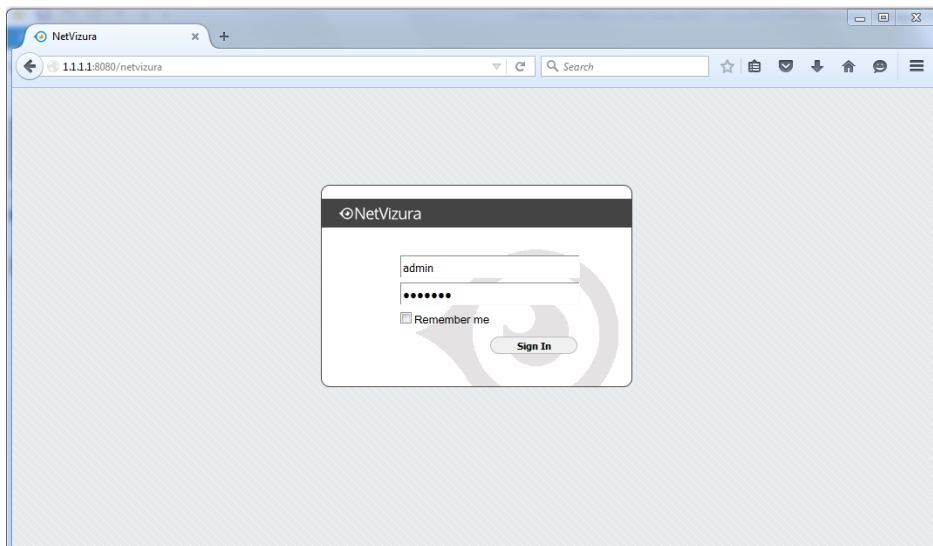 NetVizura
1.1.1.1:8080/netvizura
Search
NetVizura
admin
•••••••
Remember me
Sign In